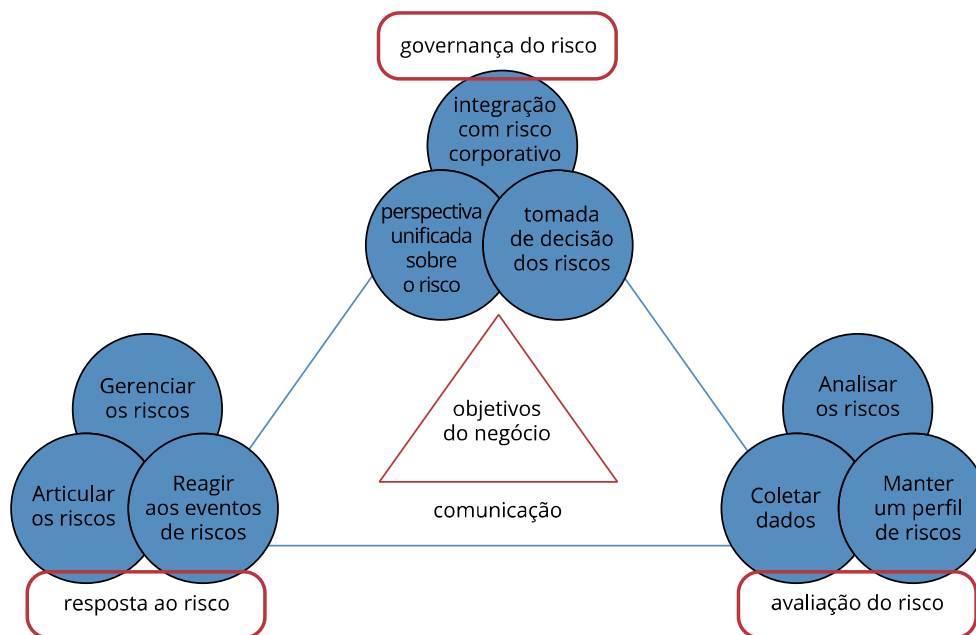 governança do risco
integração
com risco
corporativo
perspectiva
unificada
sobre
o risco
tomada
de decisão
dos riscos
Gerenciar
os riscos
Articular
os riscos
Reagir
aos eventos
de riscos
resposta ao risco
objetivos
do negócio
comunicação
Analisar
os riscos
Coletar
dados
Manter
um perfil
de riscos
avaliação do risco